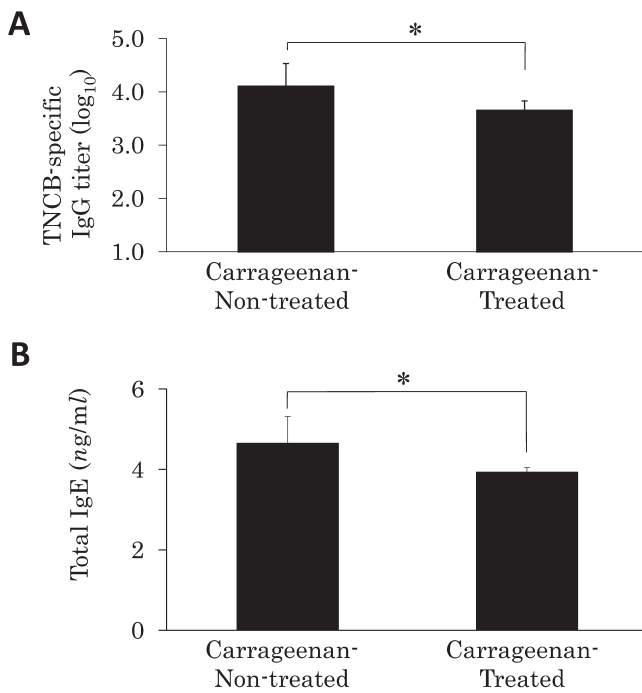 A
TNCB-specific
IgG titer (log10)
5.0
4.0
3.0
2.0
1.0
*
Carrageenan-
Non-treated
Carrageenan-
Treated
B
Total IgE (ng/ml)
6
4
2
0
*
Carrageenan-
Non-treated
Carrageenan-
Treated